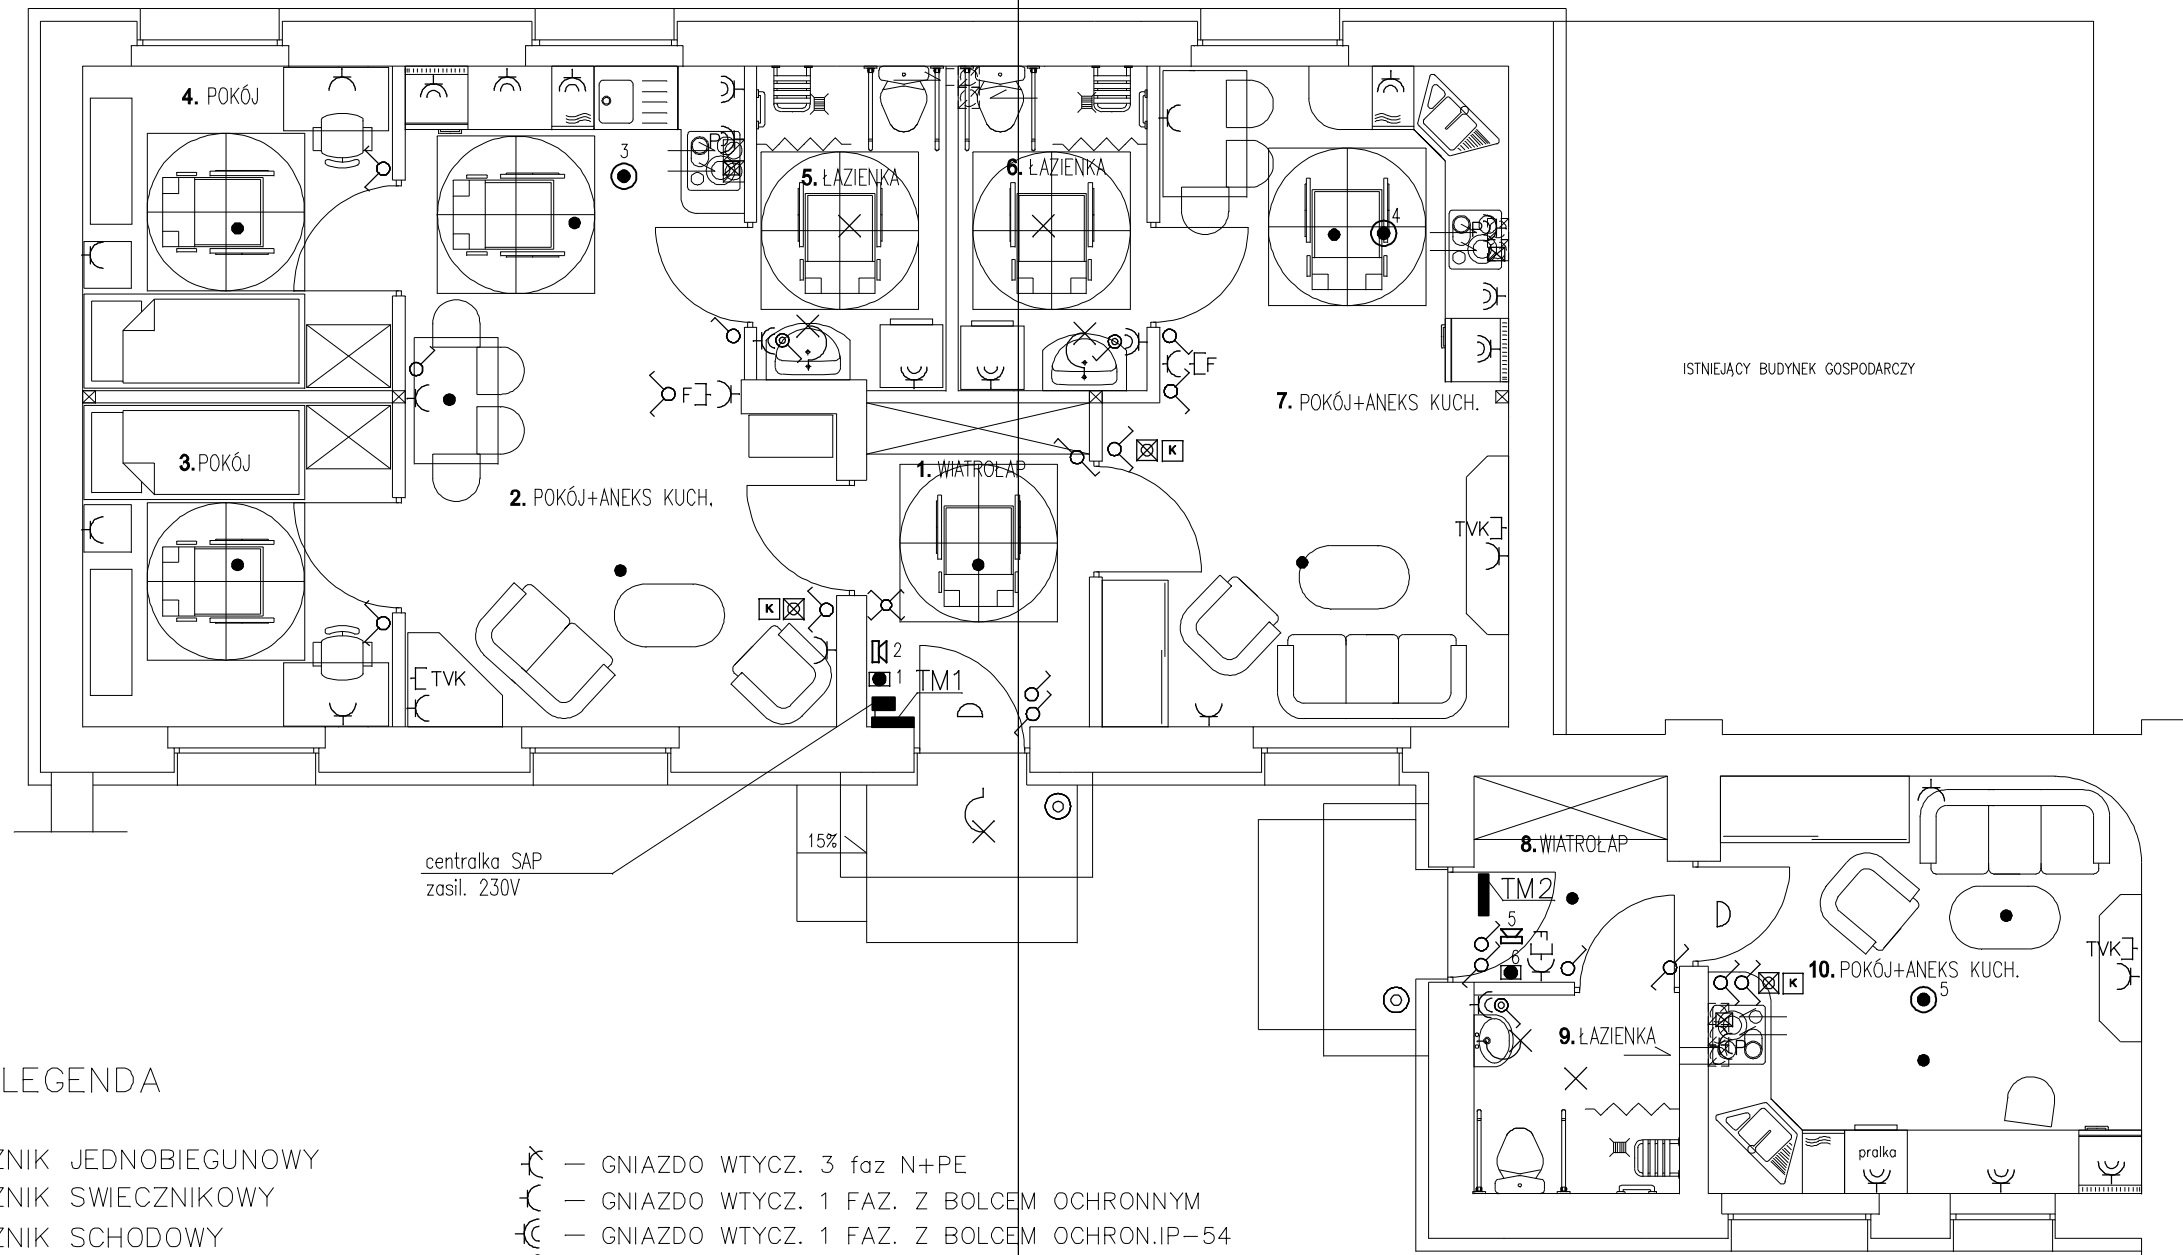 4. POKÓJ
3
5. ŁAZIENKA
6. ŁAZIENKA
4
ISTNIEJĄCY BUDYNEK GOSPODARCZY
F
F
7. POKÓJ+ANEKS KUCH.
3. POKÓJ
K
1. WIATROŁAP
2. POKÓJ+ANEKS KUCH.
TVK
K
2
TVK
1
TM1
15%
centralka SAP
zasil. 230V
8. WIATROŁAP
TM2
5
F
6
TVK
10. POKÓJ+ANEKS KUCH.
K
5
9. ŁAZIENKA
pralka
LEGENDA
ZNIK JEDNOBIEGUNOWY
ZNIK SWIECZNIKOWY
ZNIK SCHODOWY
— GNIAZDO WTYCZ. 3 faz N+PE
— GNIAZDO WTYCZ. 1 FAZ. Z BOLCEM OCHRONNYM
— GNIAZDO WTYCZ. 1 FAZ. Z BOLCEM OCHRON.IP-54